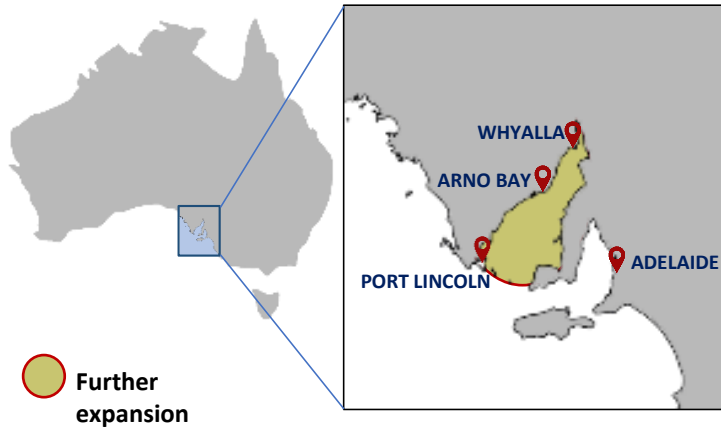 WHYALLA
ARNO BAY
PORT LINCOLN
ADELAIDE
Further
expansion